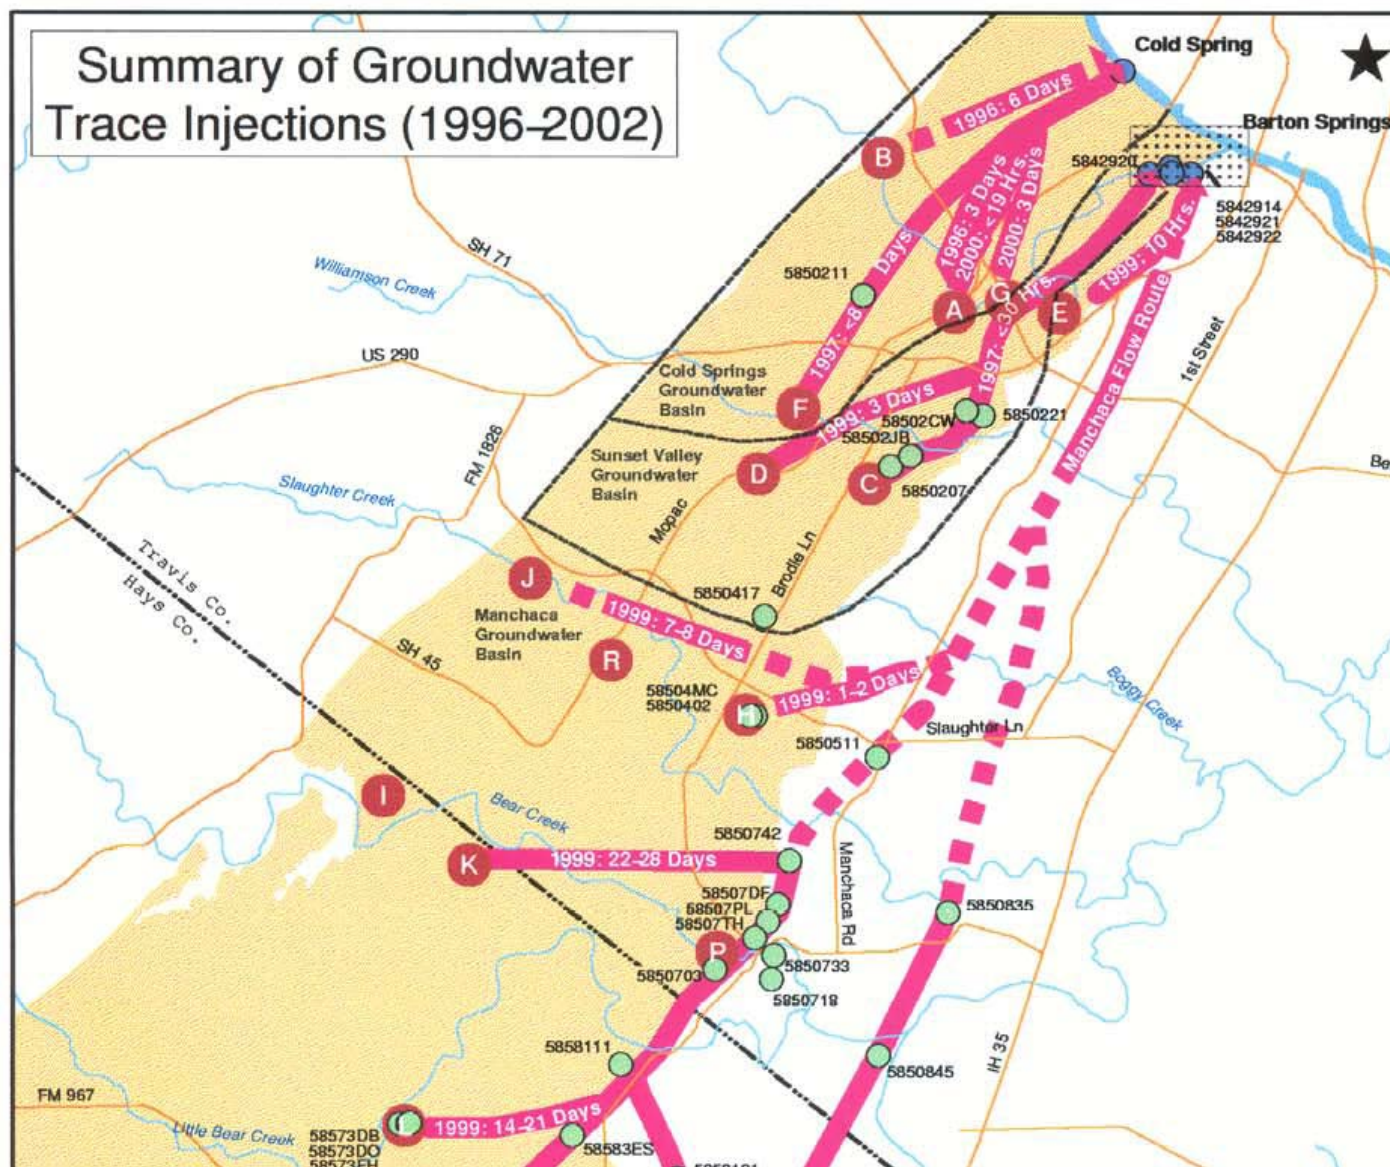 Summary of Groundwater
Trace Injections (1996–2002)
Cold Spring
Barton Springs
1996: 6 Days
B
5842920
5842914
5842921
5842922
SH 71
Williamson Creek
5850211
1997: <8 Days
1996: 3 Days
2000: <19 Hrs.
2000: 3 Days
1999: 10 Hrs.
A
G
E
1997: <30 Hrs.
Manchaca Flow Route
1st Street
US 290
Cold Springs
Groundwater
Basin
F
1999: 3 Days
58502CW
5850221
58502JB
FM 1826
Sunset Valley
Groundwater
Basin
D
C
5850207
Be
Slaughter Creek
Mopac
Brodie Ln
Travis Co.
Hays Co.
J
5850417
1999: 7–8 Days
Manchaca
Groundwater
Basin
SH 45
R
58504MC
5850402
H
1999: 1–2 Days
Boggy Creek
Slaughter Ln
5850511
I
Bear Creek
5850742
K
1999: 22–28 Days
Manchaca Rd
58507DF
58507PL
58507TH
5850835
P
5850703
5850733
5850718
5858111
5850845
IH 35
FM 967
1999: 14–21 Days
Little Bear Creek
58573DB
58573DO
58573FH
58583ES